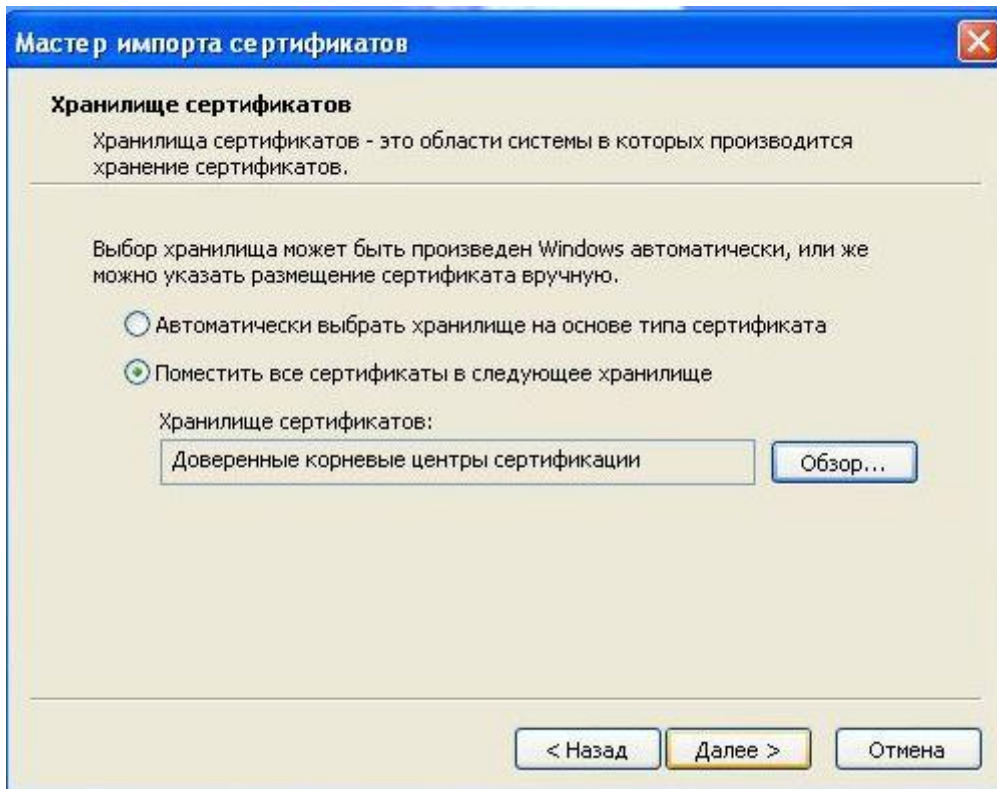 Мастер импорта сертификатов
Хранилище сертификатов
Хранилища сертификатов - это области системы в которых производится
хранение сертификатов.
Выбор хранилища может быть произведен Windows автоматически, или же
можно указать размещение сертификата вручную.
Автоматически выбрать хранилище на основе типа сертификата
Поместить все сертификаты в следующее хранилище
Хранилище сертификатов:
Доверенные корневые центры сертификации
Обзор...
< Назад
Далее >
Отмена